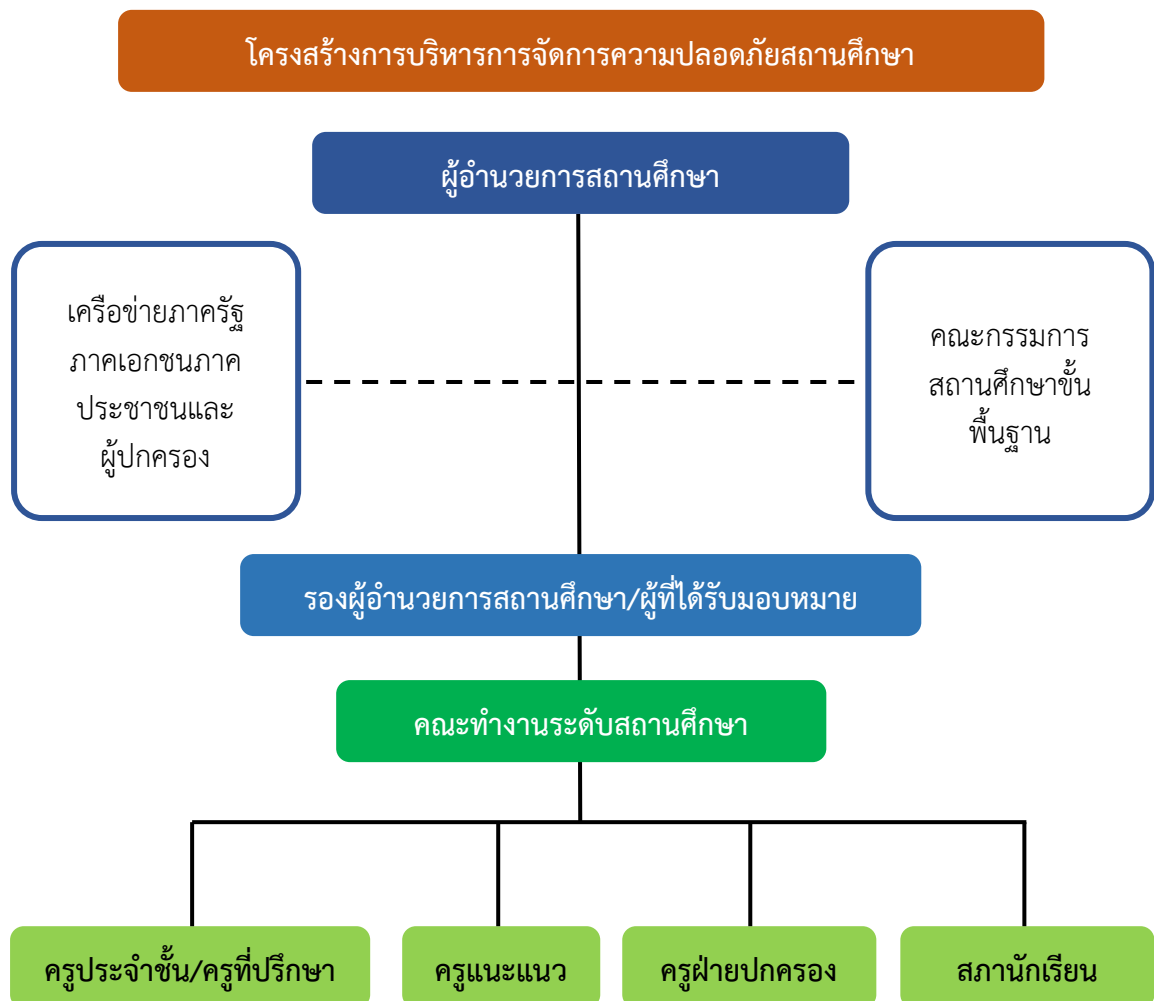 โครงสร้างการบริหารการจัดการความปลอดภัยสถานศึกษา
ผู้อำนวยการสถานศึกษา
เครือข่ายภาครัฐ
ภาคเอกชนภาค
ประชาชนและ
ผู้ปกครอง
คณะกรรมการ
สถานศึกษาขั้น
พื้นฐาน
รองผู้อำนวยการสถานศึกษา/ผู้ที่ได้รับมอบหมาย
คณะทำงานระดับสถานศึกษา
ครูประจำชั้น/ครูที่ปรึกษา
ครูแนะแนว
ครูฝ่ายปกครอง
สภานักเรียน